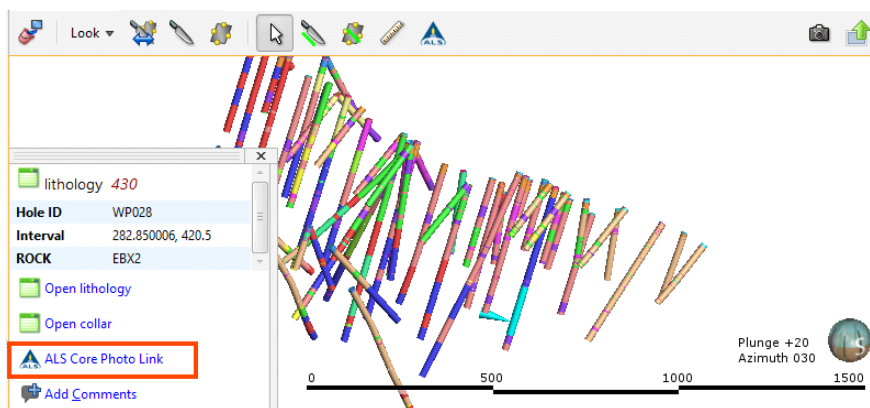 Look
ALS
x
lithology 430
Hole ID WP028
Interval 282.850006, 420.5
ROCK EBX2
Open lithology
Open collar
ALS ALS Core Photo Link
Add Comments
Plunge +20
Azimuth 030
S
0 500 1000 1500